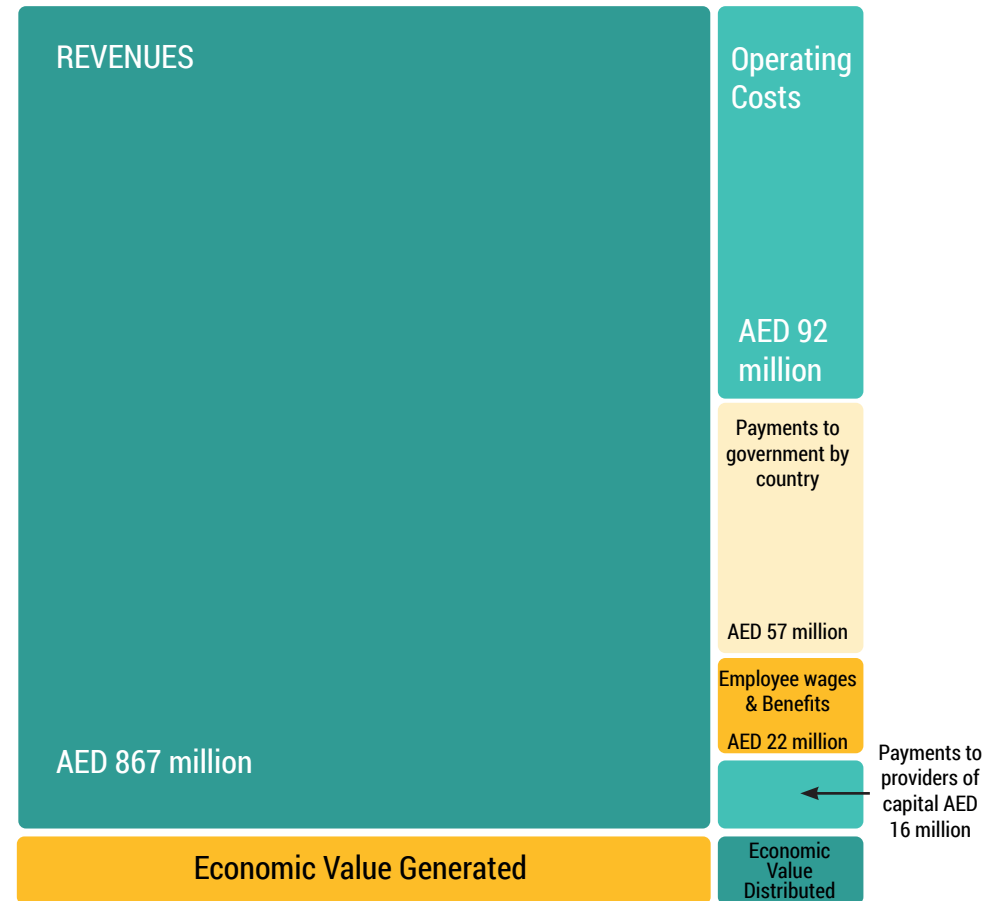 REVENUES
AED 867 million
Operating
Costs
AED 92
million
Payments to
government by
country
AED 57 million
Employee wages
& Benefits
AED 22 million
Payments to
providers of
capital AED
16 million
Economic Value Generated
Economic
Value
Distributed